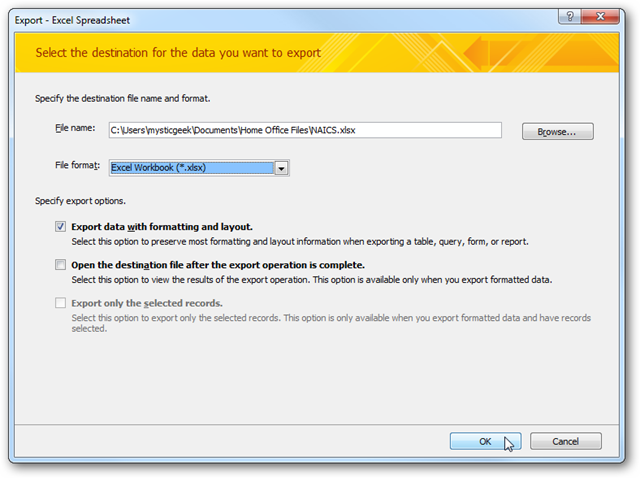 Export - Excel Spreadsheet
Select the destination for the data you want to export
Specify the destination file name and format.
File name: C:\Users\mysticgeek\Documents\Home Office Files\NAICS.xlsx Browse...
File format: Excel Workbook (*.xlsx)
Specify export options.
Export data with formatting and layout.
Select this option to preserve most formatting and layout information when exporting a table, query, form, or report.
Open the destination file after the export operation is complete.
Select this option to view the results of the export operation. This option is available only when you export formatted data.
Export only the selected records.
Select this option to export only the selected records. This option is only available when you export formatted data and have records
selected.
OK Cancel